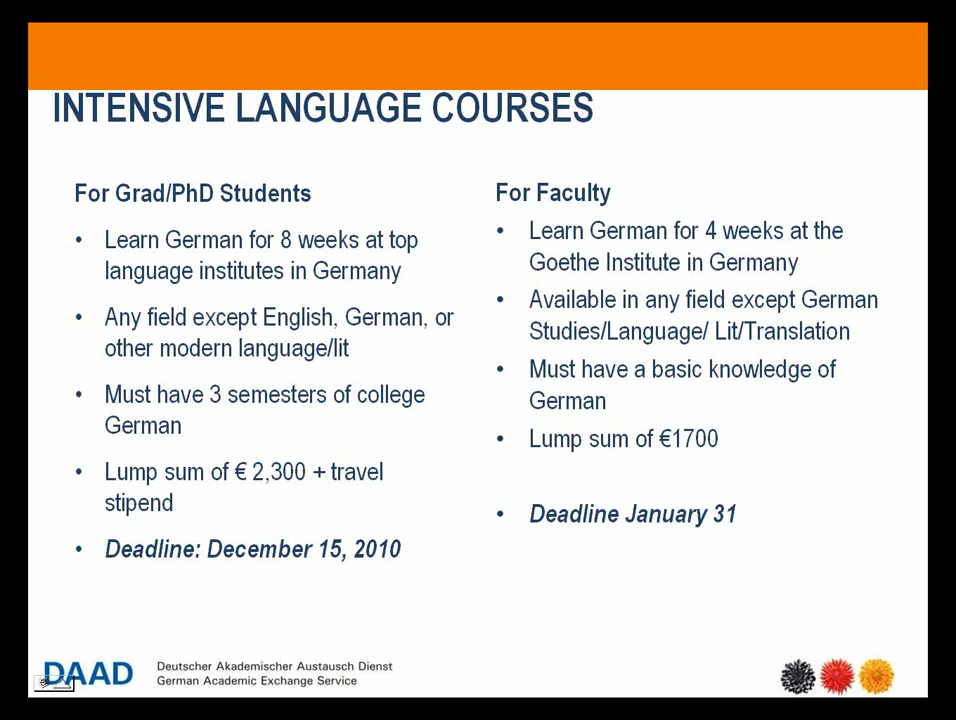 INTENSIVE LANGUAGE COURSES
For Grad/PhD Students
• Learn German for 8 weeks at top
language institutes in Germany
• Any field except English, German, or
other modern language/lit
• Must have 3 semesters of college
German
• Lump sum of € 2,300 + travel
stipend
• Deadline: December 15, 2010
For Faculty
• Learn German for 4 weeks at the
Goethe Institute in Germany
• Available in any field except German
Studies/Language/ Lit/Translation
• Must have a basic knowledge of
German
• Lump sum of €1700
• Deadline January 31
DAAD
Deutscher Akademischer Austausch Dienst
German Academic Exchange Service